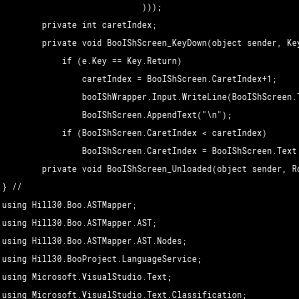 )));
private int caretIndex;
private void BooIShScreen_KeyDown(object sender,
if (e.Key == Key.Return)
caretIndex = BooIShScreen.CaretIndex+1;
booIShWrapper.Input.WriteLine(BooIShScreen.
BooIShScreen.AppendText("\n");
if (BooIShScreen.CaretIndex < caretIndex)
BooIShScreen.CaretIndex = BooIShScreen.Text
private void BooIShScreen_Unloaded(object sender,
} //
using Hill30.Boo.ASTMapper;
using Hill30.Boo.ASTMapper.AST;
using Hill30.Boo.ASTMapper.AST.Nodes;
using Hill30.BooProject.LanguageService;
using Microsoft.VisualStudio.Text;
using Microsoft.VisualStudio.Text.Classification;